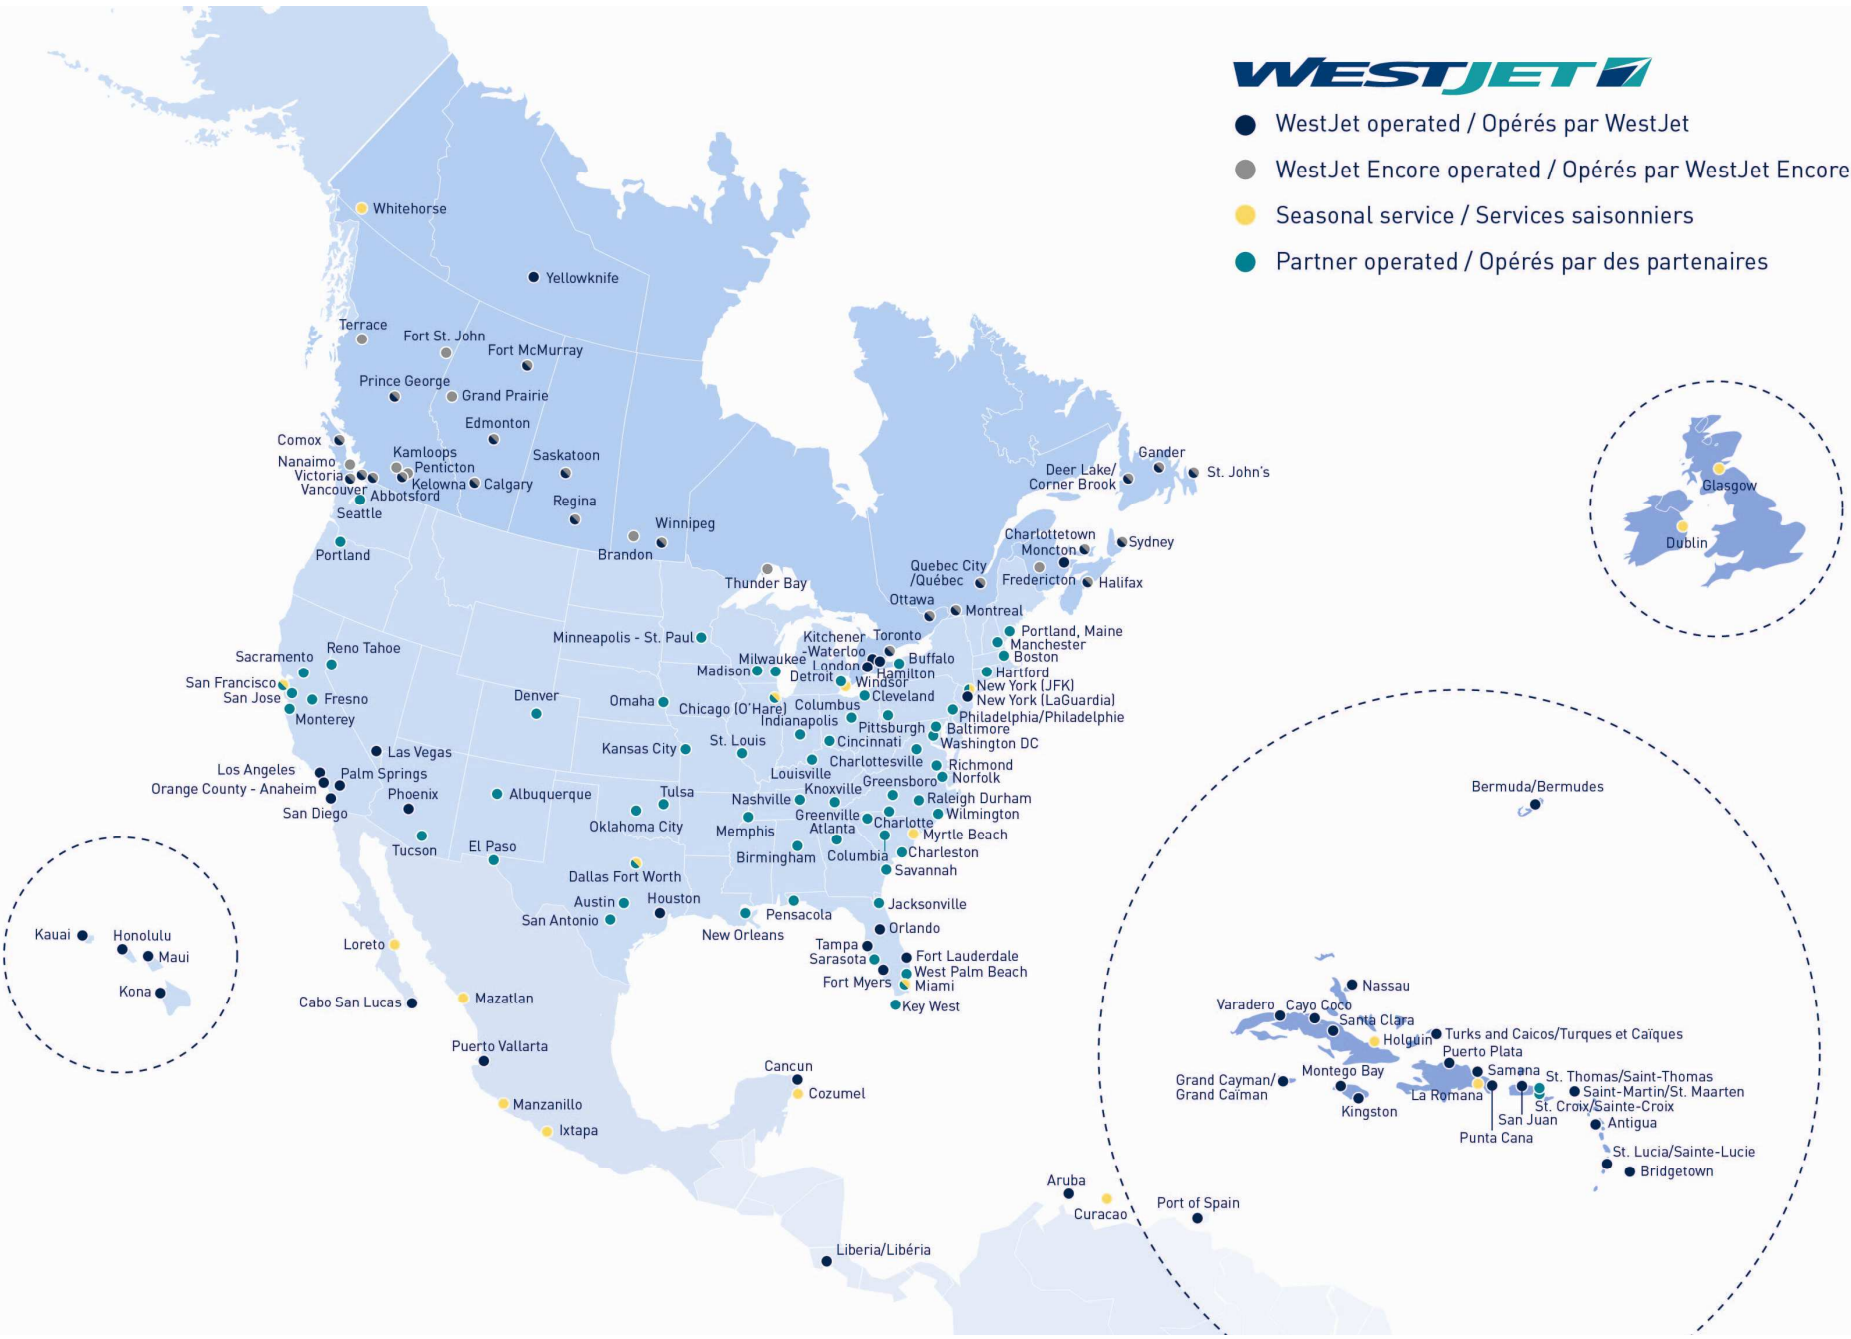 WESTJET
WestJet operated / Opérés par WestJet
WestJet Encore operated / Opérés par WestJet Encore
Seasonal service / Services saisonniers
Partner operated / Opérés par des partenaires
Whitehorse
Yellowknife
Terrace
Fort St. John
Fort McMurray
Prince George
Grand Prairie
Edmonton
Comox
Kamloops
Nanaimo
Penticton
Victoria
Kelowna
Calgary
Vancouver
Abbotsford
Saskatoon
Regina
Seattle
Portland
Winnipeg
Brandon
Thunder Bay
Gander
Deer Lake/
Corner Brook
St. John's
Charlottetown
Moncton
Sydney
Quebec City
/Québec
Fredericton
Halifax
Ottawa
Montreal
Glasgow
Dublin
Minneapolis - St. Paul
Kitchener
-Waterloo
Toronto
London
Hamilton
Buffalo
Portland, Maine
Manchester
Boston
Hartford
Milwaukee
Madison
Detroit
Windsor
Cleveland
New York (JFK)
New York (LaGuardia)
Reno Tahoe
Sacramento
San Francisco
San Jose
Fresno
Monterey
Denver
Omaha
Chicago (O'Hare)
Columbus
Indianapolis
Philadelphia/Philadelphie
Pittsburgh
Baltimore
Washington DC
Las Vegas
Kansas City
St. Louis
Cincinnati
Charlottesville
Louisville
Richmond
Norfolk
Los Angeles
Palm Springs
Orange County - Anaheim
Phoenix
San Diego
Albuquerque
Tulsa
Oklahoma City
Nashville
Knoxville
Greensboro
Raleigh Durham
Memphis
Greenville
Charlotte
Wilmington
Atlanta
Myrtle Beach
Tucson
El Paso
Birmingham
Columbia
Charleston
Savannah
Dallas Fort Worth
Austin
Houston
San Antonio
New Orleans
Pensacola
Jacksonville
Orlando
Tampa
Sarasota
Fort Lauderdale
West Palm Beach
Fort Myers
Miami
Key West
Kauai
Honolulu
Maui
Kona
Loreto
Cabo San Lucas
Mazatlan
Puerto Vallarta
Manzanillo
Ixtapa
Cancun
Cozumel
Bermuda/Bermudes
Nassau
Varadero
Cayo Coco
Santa Clara
Holguin
Turks and Caicos/Turques et Caïques
Puerto Plata
Samana
Montego Bay
Grand Cayman/
Grand Caïman
Kingston
La Romana
St. Thomas/Saint-Thomas
Saint-Martin/St. Maarten
St. Croix/Sainte-Croix
San Juan
Antigua
Punta Cana
St. Lucia/Sainte-Lucie
Bridgetown
Aruba
Curacao
Port of Spain
Liberia/Libéria